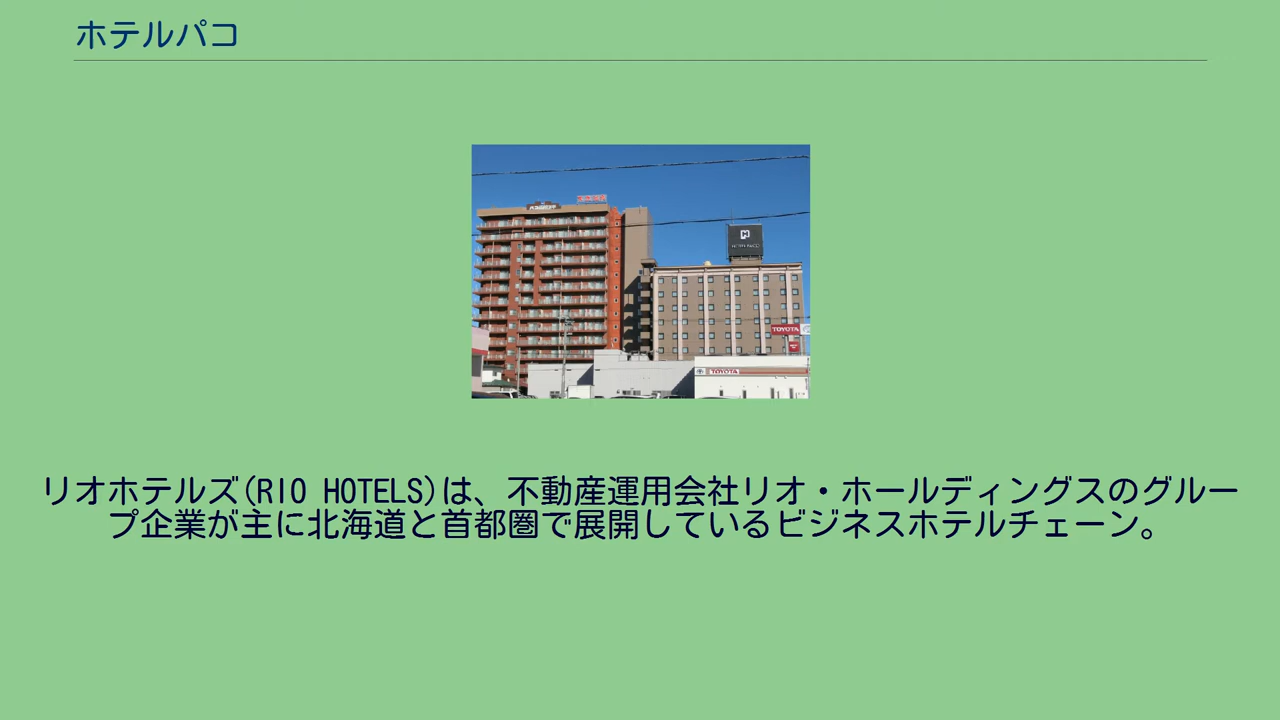 ホテルパコ
TOYOTA
TOYOTA
リオホテルズ(RIO HOTELS)は、不動産運用会社リオ・ホールディングスのグルー
プ企業が主に北海道と首都圏で展開しているビジネスホテルチェーン。